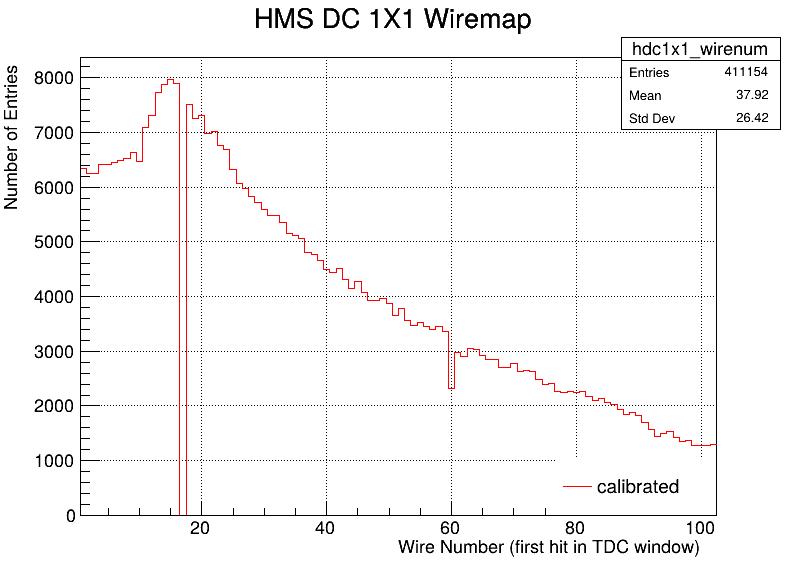 HMS DC 1X1 Wiremap
hdc1x1_wirenum
Entries 411154
Mean 37.92
Std Dev 26.42
Number of Entries
8000
7000
6000
5000
4000
3000
2000
1000
0
calibrated
20 40 60 80 100
Wire Number (first hit in TDC window)